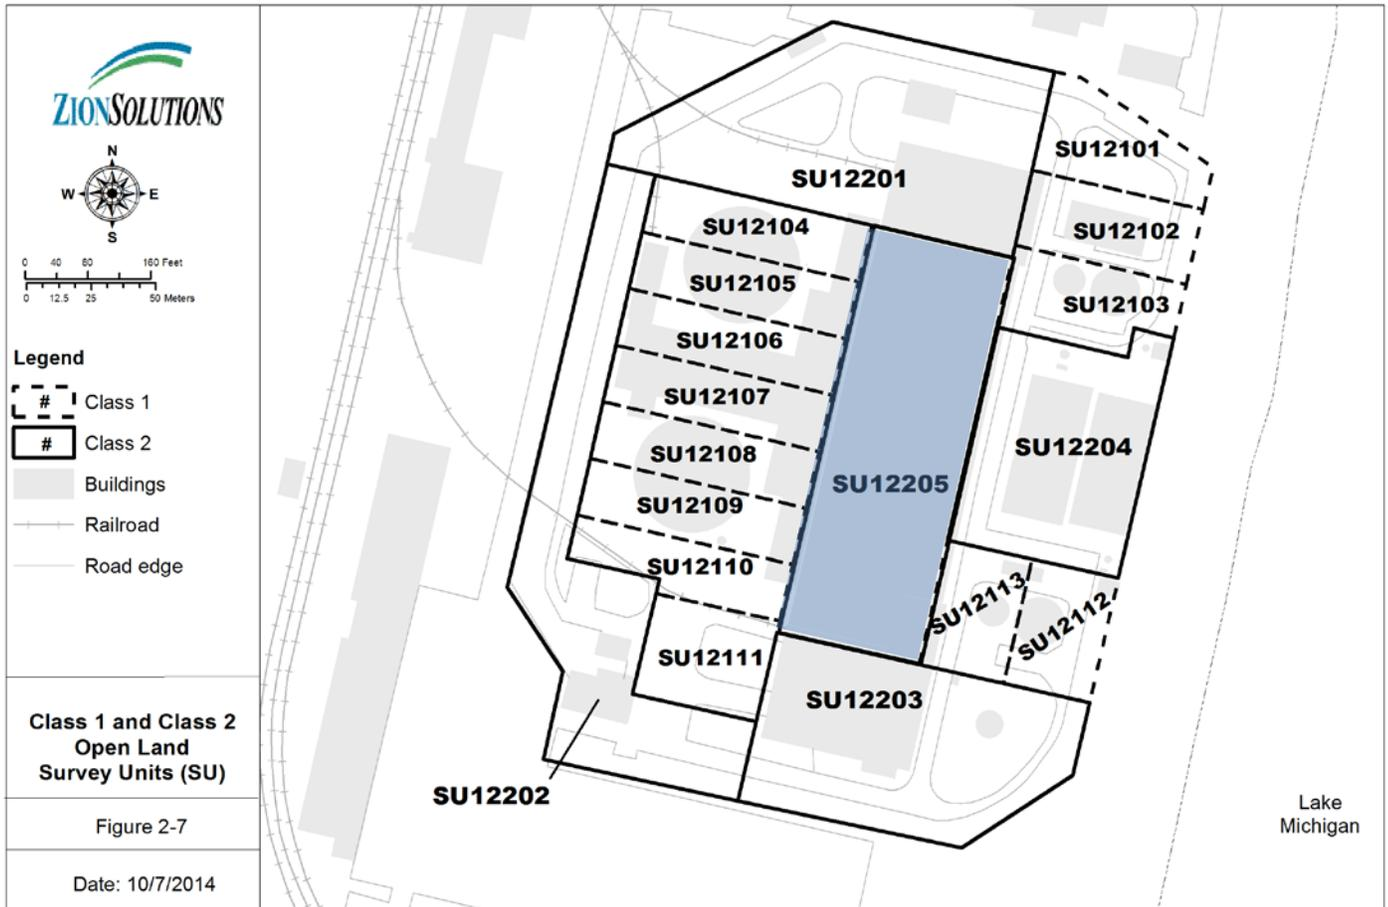 ZIONSOLUTIONS
N
W E
S
0 40 80 160 Feet
0 12.5 25 50 Meters
Legend
# Class 1
# Class 2
Buildings
Railroad
Road edge
Class 1 and Class 2
Open Land
Survey Units (SU)
Figure 2-7
Date: 10/7/2014
SU12101
SU12201
SU12104
SU12102
SU12105
SU12103
SU12106
SU12107
SU12204
SU12108
SU12205
SU12109
SU12110
SU12113
SU12112
SU12111
SU12203
SU12202
Lake
Michigan